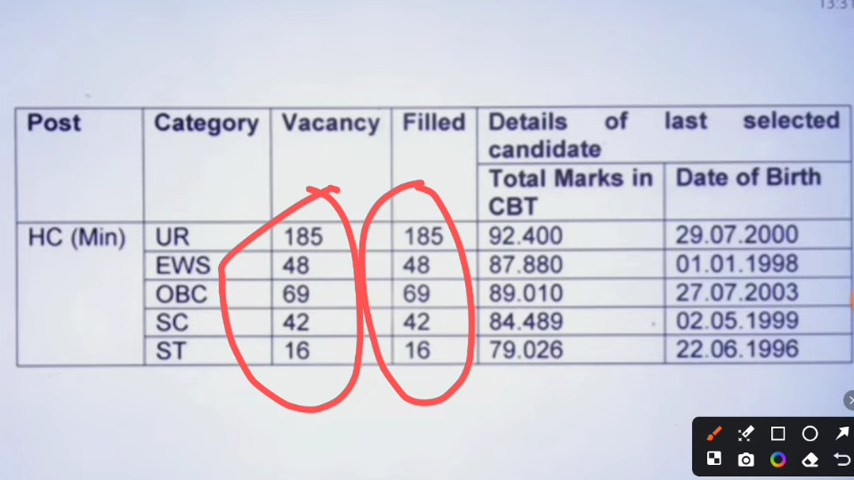 Post Category Vacancy Filled Details of last selected candidate
Total Marks in CBT Date of Birth
HC (Min) UR 185 185 92.400 29.07.2000
EWS 48 48 87.880 01.01.1998
OBC 69 69 89.010 27.07.2003
SC 42 42 84.489 02.05.1999
ST 16 16 79.026 22.06.1996